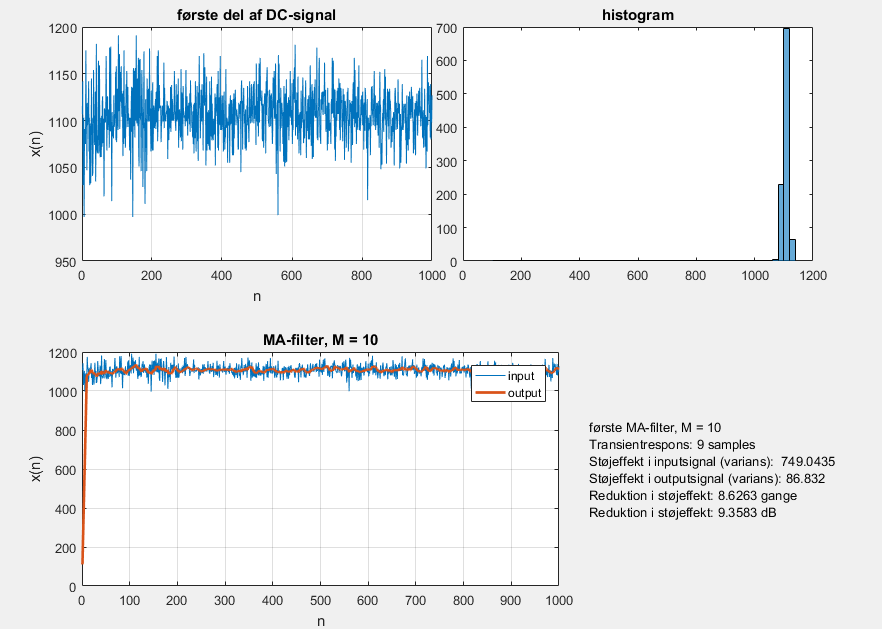 første del af DC-signal
1200
1150
1100
1050
1000
950
x(n)
0 200 400 600 800 1000
n
histogram
700
600
500
400
300
200
100
0
0 200 400 600 800 1000 1200
MA-filter, M = 10
1200
1000
800
600
400
200
0
x(n)
input
output
0 100 200 300 400 500 600 700 800 900 1000
n
første MA-filter, M = 10
Transientrespons: 9 samples
Støjeffekt i inputsignal (varians): 749.0435
Støjeffekt i outputsignal (varians): 86.832
Reduktion i støjeffekt: 8.6263 gange
Reduktion i støjeffekt: 9.3583 dB